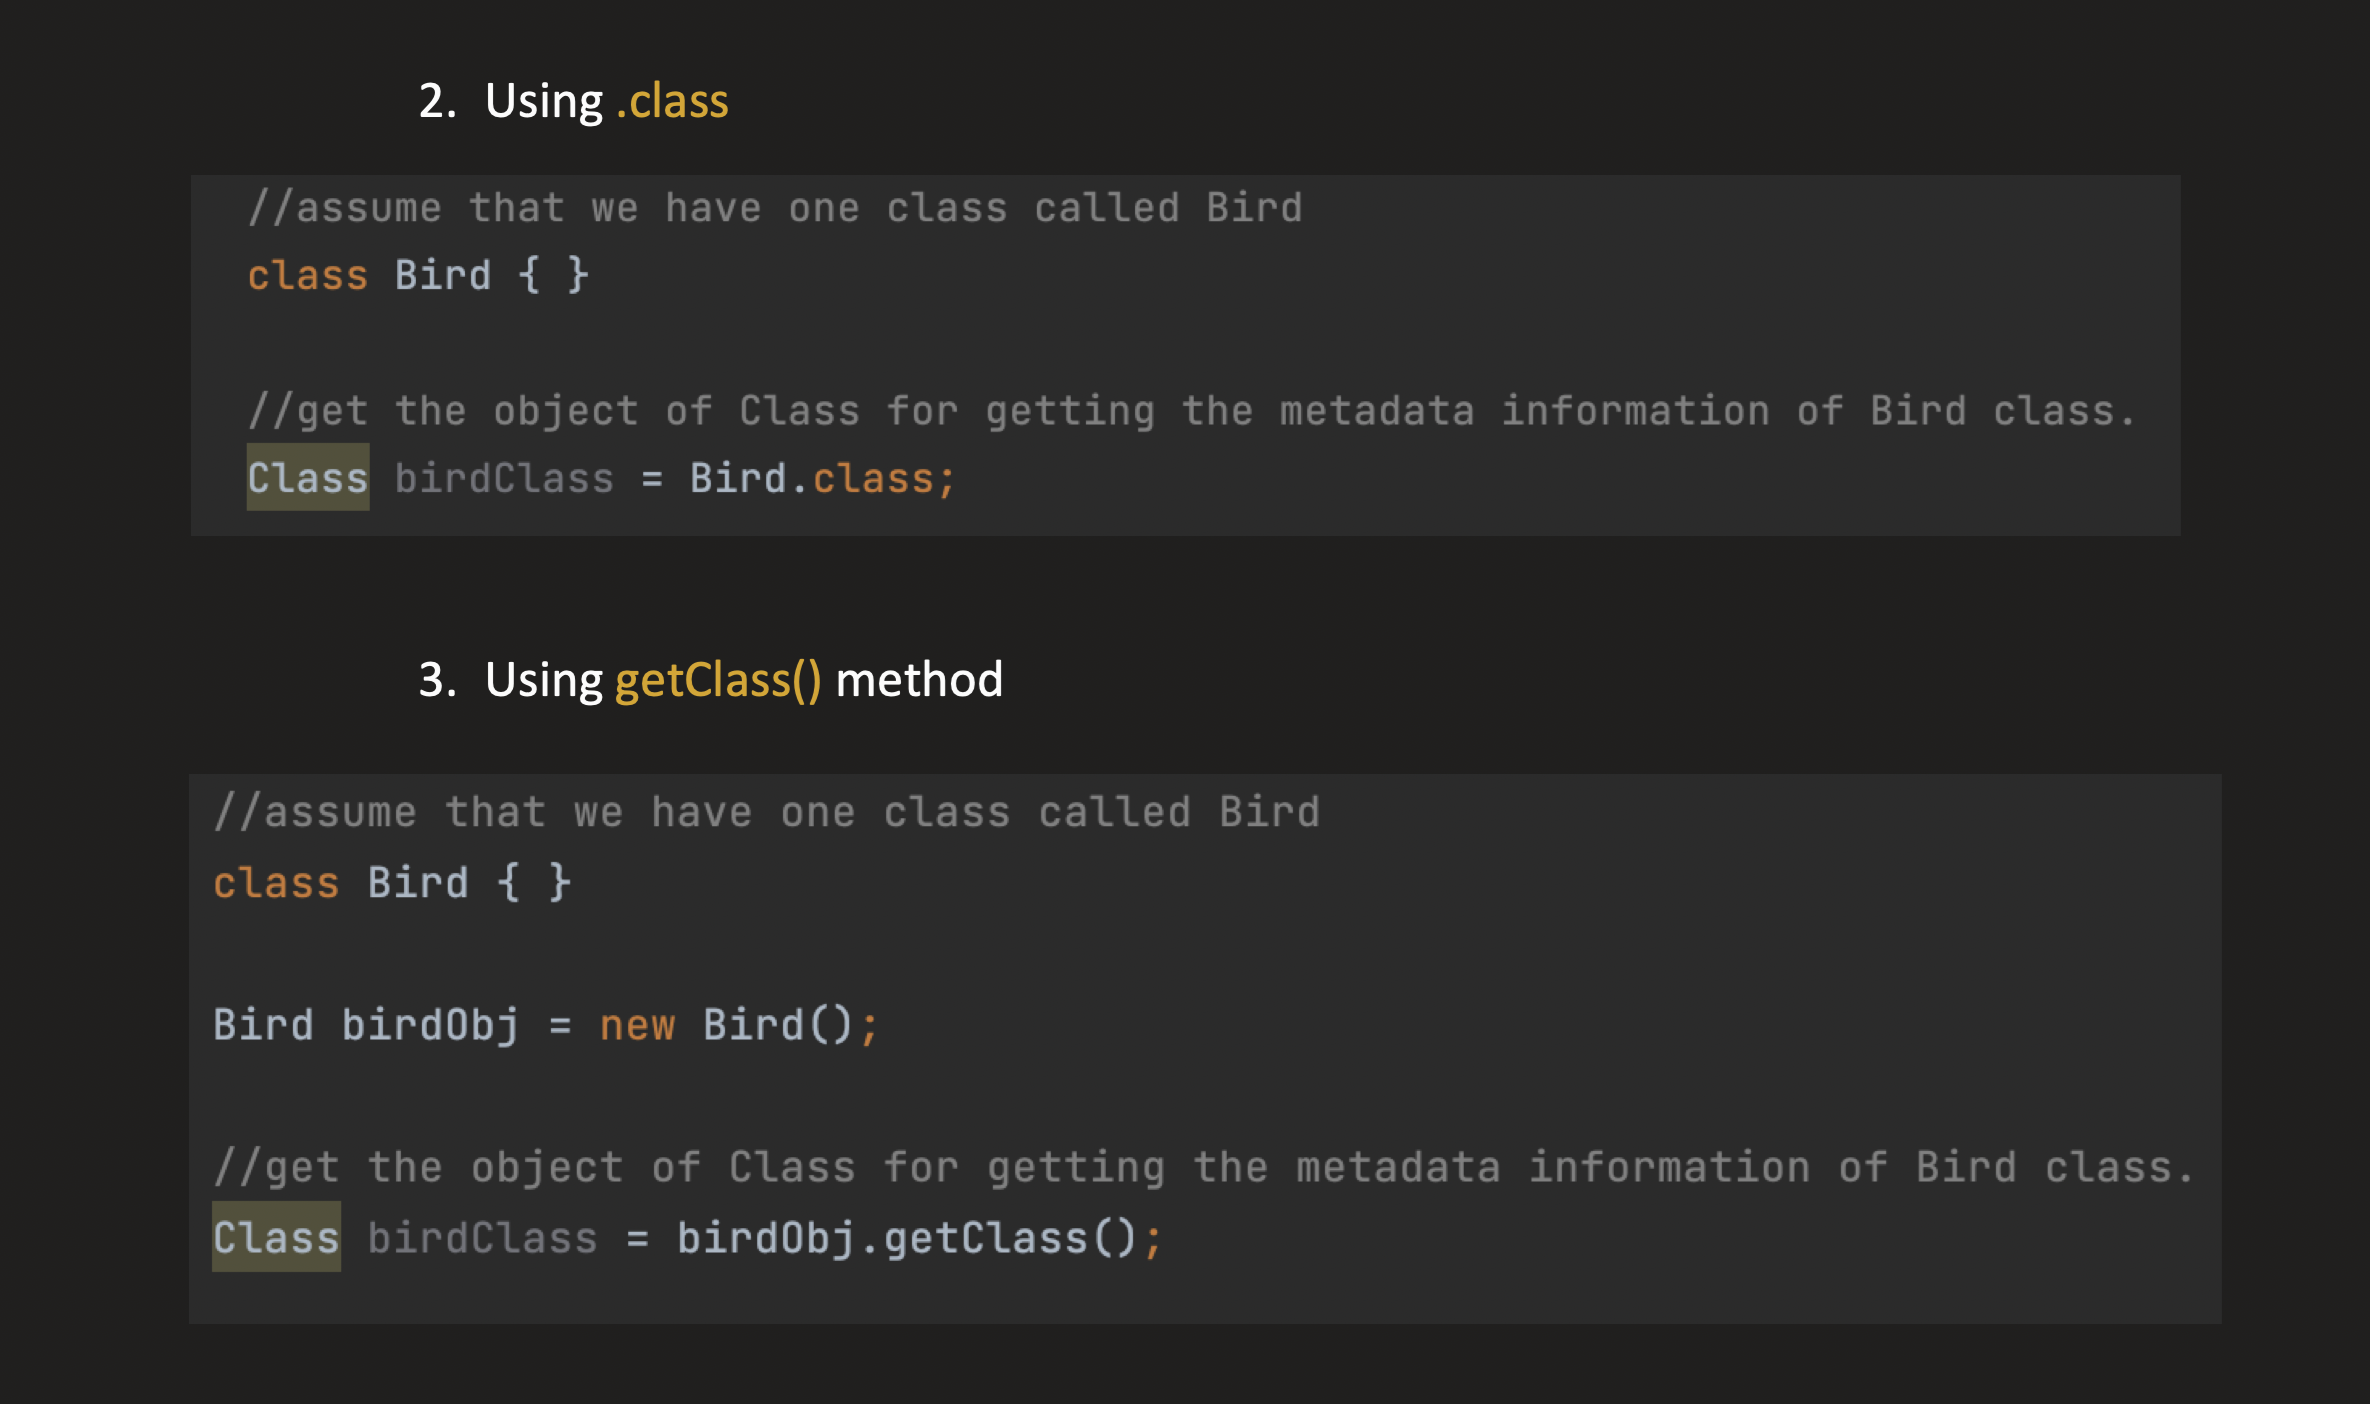 2. Using .class
//assume that we have one class called Bird
class Bird { }
//get the object of Class for getting the metadata information of Bird class.
Class birdClass = Bird.class;
3. Using getClass() method
//assume that we have one class called Bird
class Bird { }
Bird birdObj = new Bird();
//get the object of Class for getting the metadata information of Bird class.
Class birdClass = birdObj.getClass();